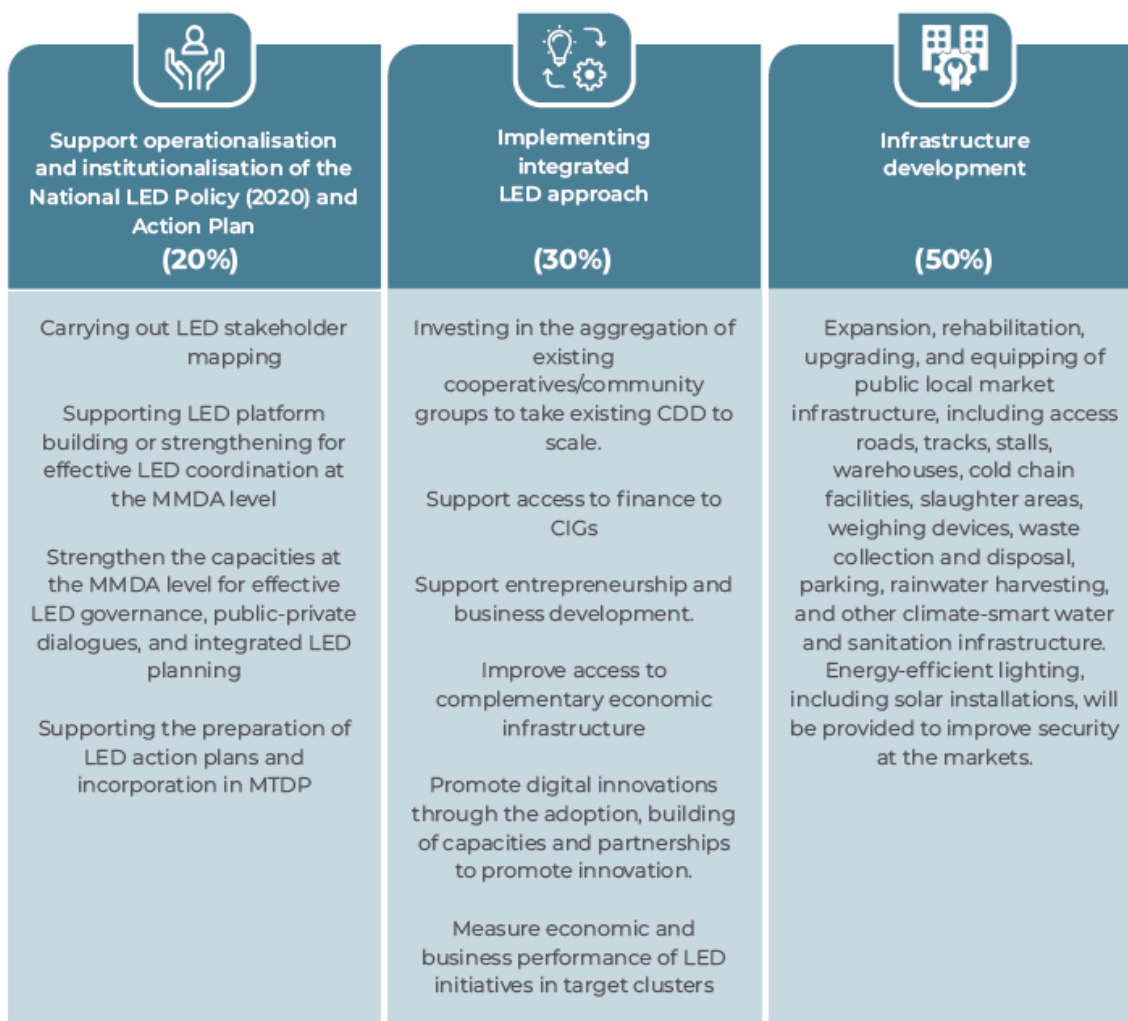 Support operationalisation
and institutionalisation of the
National LED Policy (2020) and
Action Plan
(20%)
Carrying out LED stakeholder
mapping
Supporting LED platform
building or strengthening for
effective LED coordination at
the MMDA level
Strengthen the capacities at
the MMDA level for effective
LED governance, public-private
dialogues, and integrated LED
planning
Supporting the preparation of
LED action plans and
incorporation in MTDP
Implementing
integrated
LED approach
(30%)
Investing in the aggregation of
existing
cooperatives/community
groups to take existing CDD to
scale.
Support access to finance to
CIGs
Support entrepreneurship and
business development.
Improve access to
complementary economic
infrastructure
Promote digital innovations
through the adoption, building
of capacities and partnerships
to promote innovation.
Measure economic and
business performance of LED
initiatives in target clusters
Infrastructure
development
(50%)
Expansion, rehabilitation,
upgrading, and equipping of
public local market
infrastructure, including access
roads, tracks, stalls,
warehouses, cold chain
facilities, slaughter areas,
weighing devices, waste
collection and disposal,
parking, rainwater harvesting,
and other climate-smart water
and sanitation infrastructure.
Energy-efficient lighting,
including solar installations, will
be provided to improve security
at the markets.